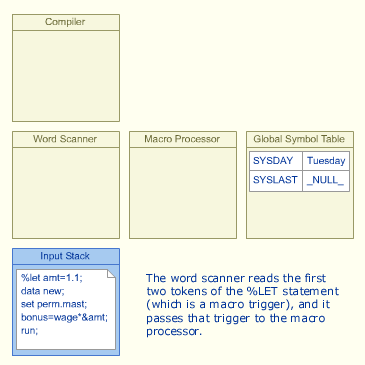 Compiler
Word Scanner
Macro Processor
Global Symbol Table
SYSDAY Tuesday
SYSLAST _NULL_
Input Stack
%let amt=1.1;
data new;
set perm.mast;
bonus=wage*&amt;
run;
The word scanner reads the first
two tokens of the %LET statement
(which is a macro trigger), and it
passes that trigger to the macro
processor.